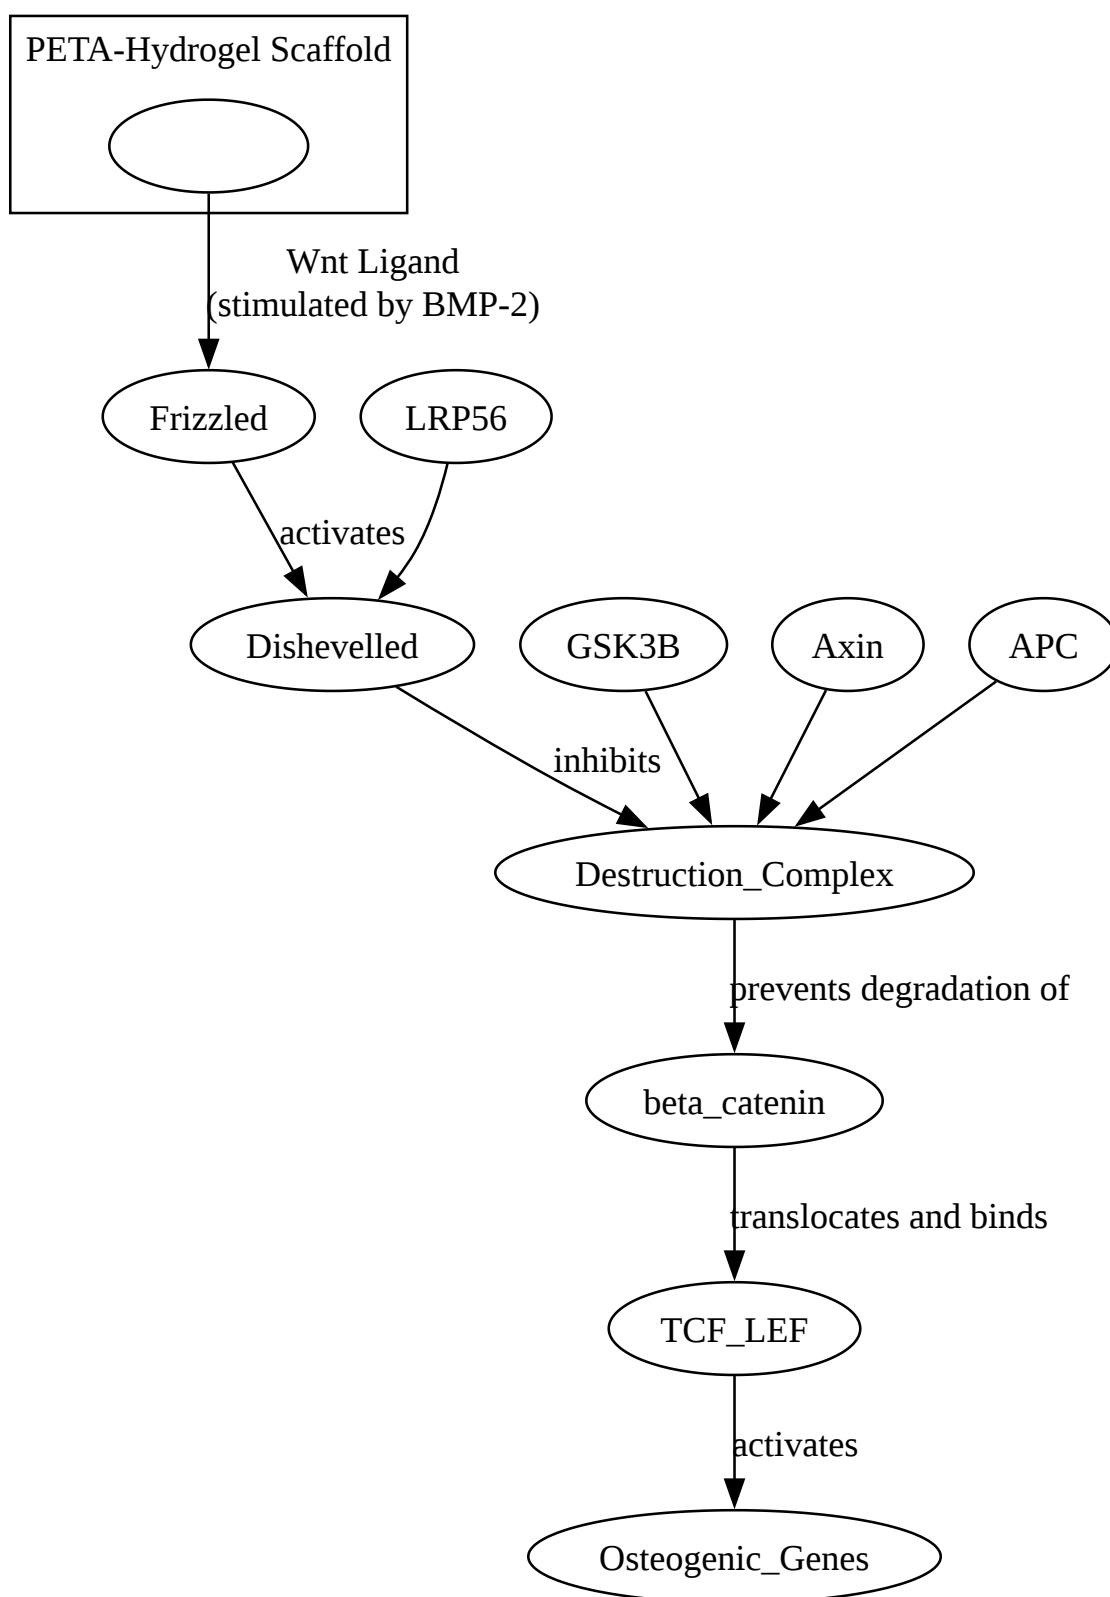 PETA-Hydrogel Scaffold
Wnt Ligand
(stimulated by BMP-2)
Frizzled
LRP56
activates
Dishevelled
GSK3B
Axin
APC
inhibits
Destruction_Complex
prevents degradation of
beta_catenin
translocates and binds
TCF_LEF
activates
Osteogenic_Genes